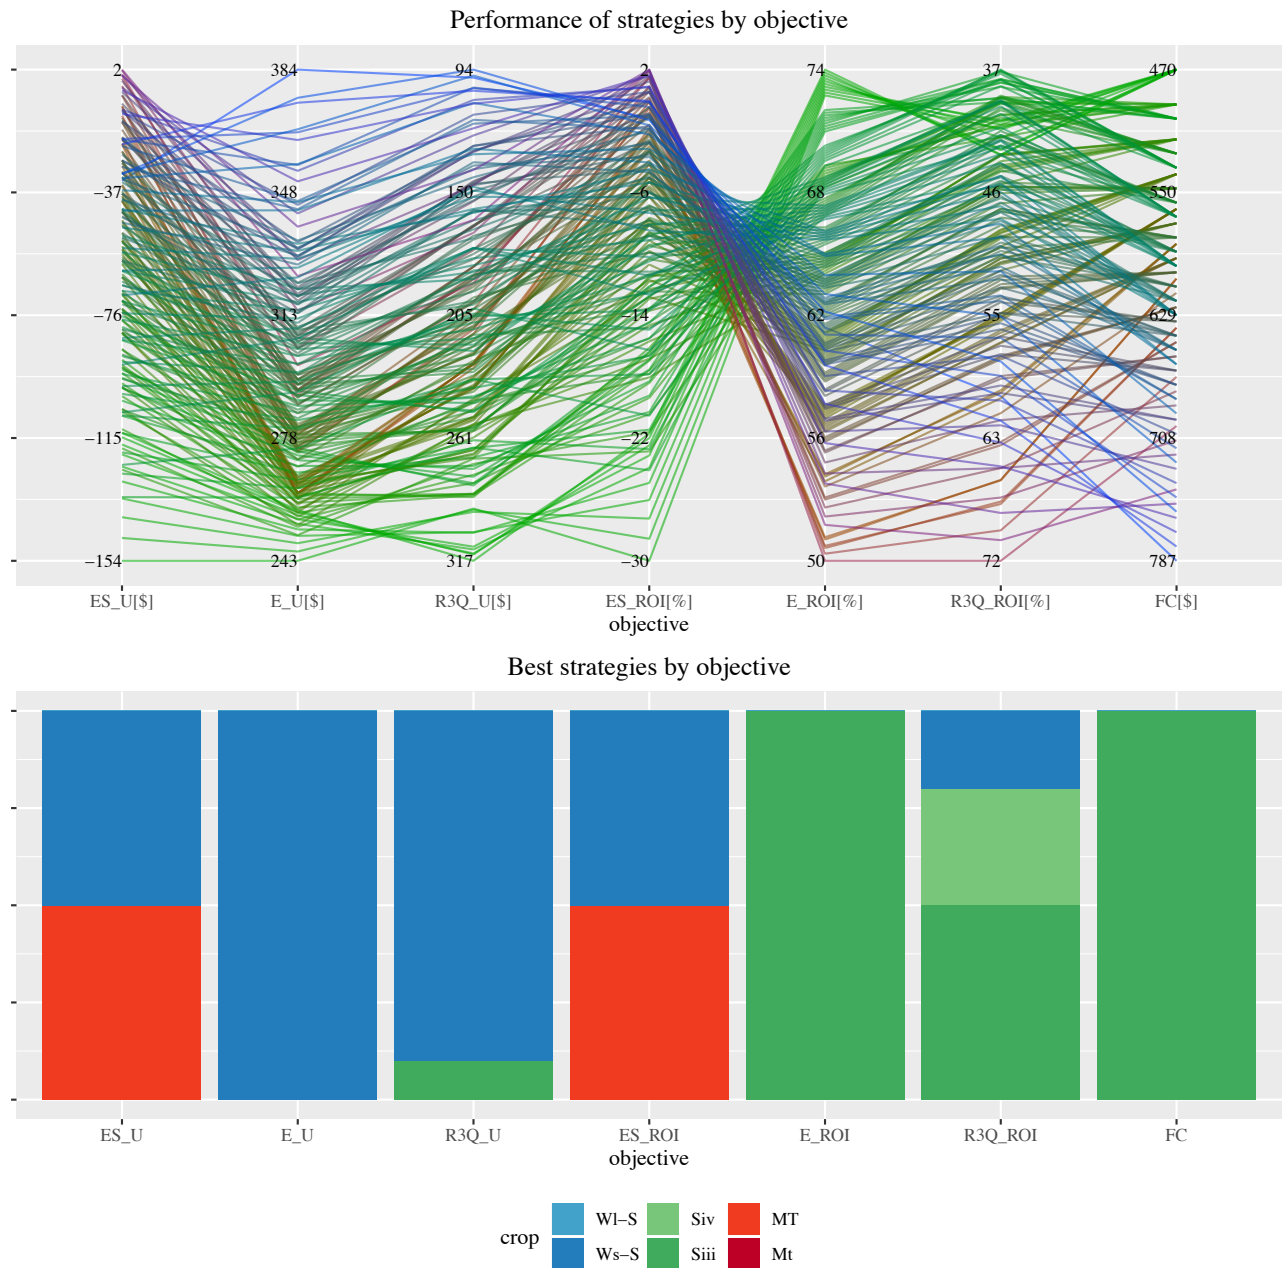 Performance of strategies by objective
2 384 94 2 74 37 470
−37 348 150 −6 68 46 550
−76 313 205 −14 62 55 629
−115 278 261 −22 56 63 708
−154 243 317 −30 50 72 787
ES_U[$] E_U[$] R3Q_U[$] ES_ROI[%] E_ROI[%] R3Q_ROI[%] FC[$]
objective
Best strategies by objective
ES_U E_U R3Q_U ES_ROI E_ROI R3Q_ROI FC
objective
crop
Wl−S Siv MT
Ws−S Siii Mt